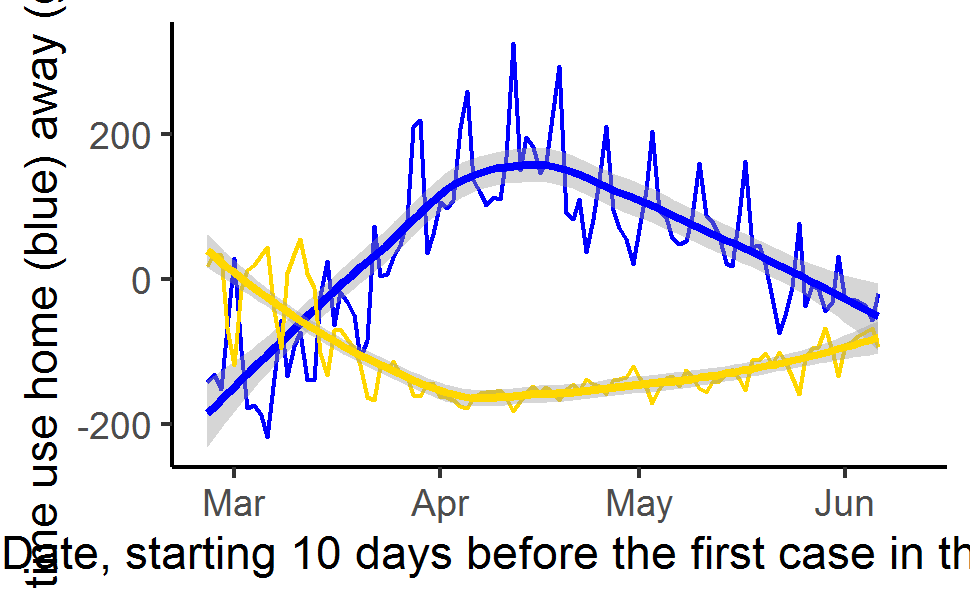 time use home (blue) away (g
200
0
-200
Mar Apr May Jun
Date, starting 10 days before the first case in th